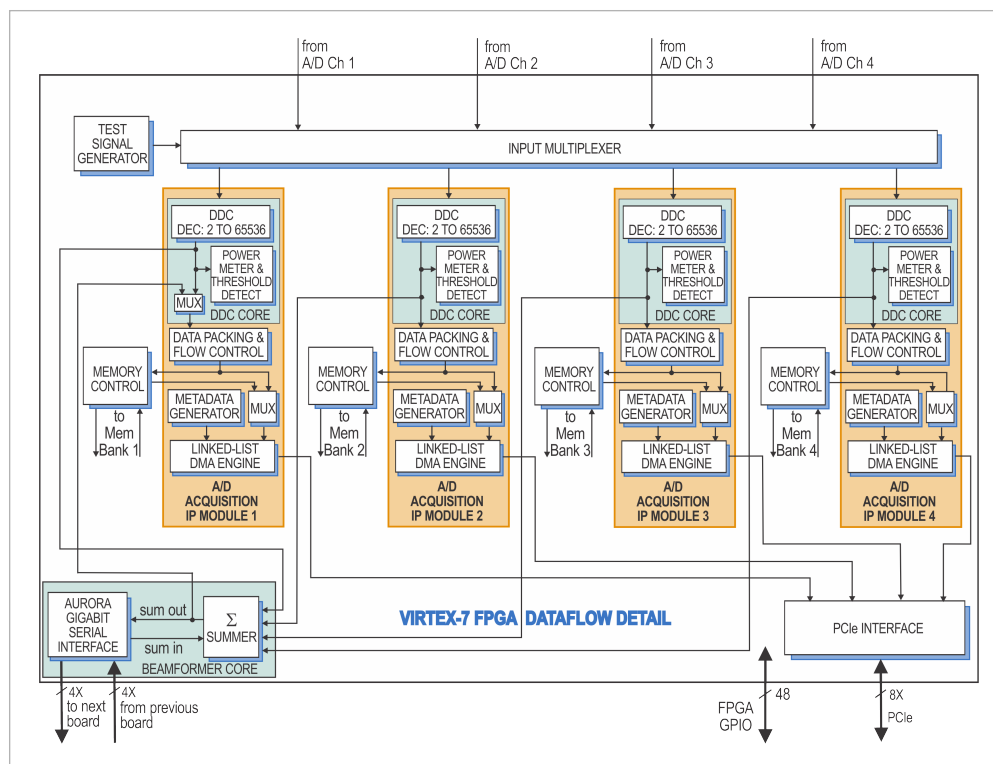 from
A/D Ch 1
from
A/D Ch 2
from
A/D Ch 3
from
A/D Ch 4
TEST
SIGNAL
GENERATOR
INPUT MULTIPLEXER
DDC
DEC: 2 TO 65536
POWER
METER &
THRESHOLD
DETECT
MUX
DDC CORE
DATA PACKING &
FLOW CONTROL
MEMORY
CONTROL
METADATA
GENERATOR
MUX
to
Mem
Bank 1
LINKED-LIST
DMA ENGINE
A/D
ACQUISITION
IP MODULE 1
DDC
DEC: 2 TO 65536
POWER
METER &
THRESHOLD
DETECT
DDC CORE
DATA PACKING &
FLOW CONTROL
MEMORY
CONTROL
METADATA
GENERATOR
MUX
to
Mem
Bank 2
LINKED-LIST
DMA ENGINE
A/D
ACQUISITION
IP MODULE 2
DDC
DEC: 2 TO 65536
POWER
METER &
THRESHOLD
DETECT
DDC CORE
DATA PACKING &
FLOW CONTROL
MEMORY
CONTROL
METADATA
GENERATOR
MUX
to
Mem
Bank 3
LINKED-LIST
DMA ENGINE
A/D
ACQUISITION
IP MODULE 3
DDC
DEC: 2 TO 65536
POWER
METER &
THRESHOLD
DETECT
DDC CORE
DATA PACKING &
FLOW CONTROL
MEMORY
CONTROL
METADATA
GENERATOR
MUX
to
Mem
Bank 4
LINKED-LIST
DMA ENGINE
A/D
ACQUISITION
IP MODULE 4
AURORA
GIGABIT
SERIAL
INTERFACE
sum out
sum in
Σ
SUMMER
BEAMFORMER CORE
VIRTEX-7 FPGA DATAFLOW DETAIL
PCIe INTERFACE
4X
to next
board
4X
from previous
board
48
FPGA
GPIO
8X
PCIe